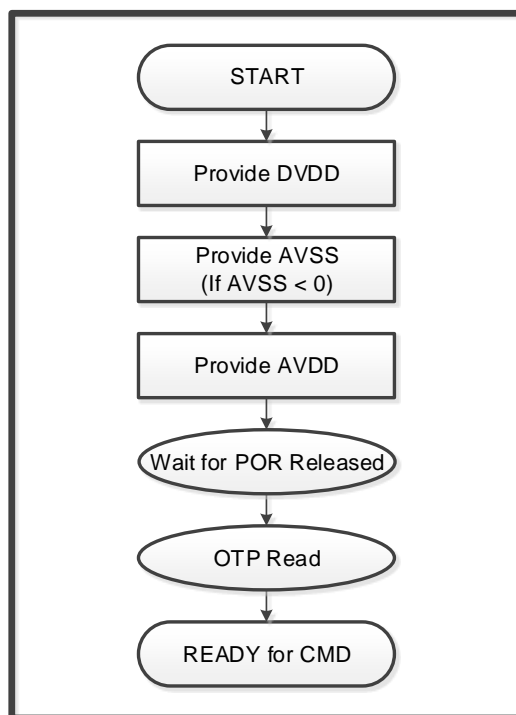 START
Provide DVDD
Provide AVSS
(If AVSS < 0)
Provide AVDD
Wait for POR Released
OTP Read
READY for CMD